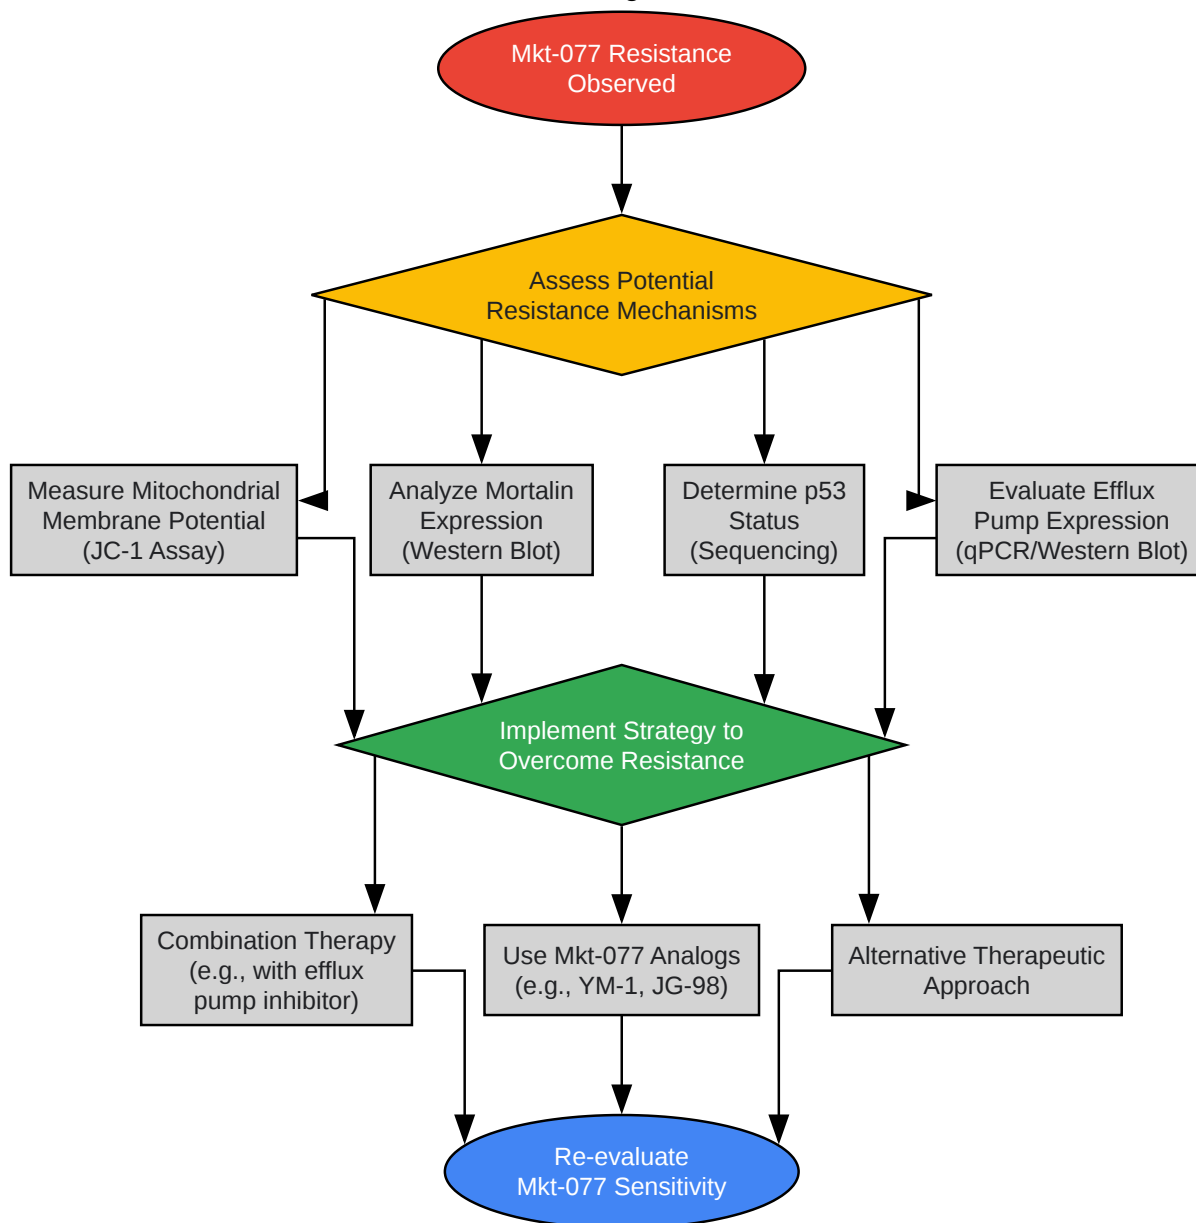 Mkt-077 Resistance
Observed
Assess Potential
Resistance Mechanisms
Measure Mitochondrial
Membrane Potential
(JC-1 Assay)
Analyze Mortalin
Expression
(Western Blot)
Determine p53
Status
(Sequencing)
Evaluate Efflux
Pump Expression
(qPCR/Western Blot)
Implement Strategy to
Overcome Resistance
Combination Therapy
(e.g., with efflux
pump inhibitor)
Use Mkt-077 Analogs
(e.g., YM-1, JG-98)
Alternative Therapeutic
Approach
Re-evaluate
Mkt-077 Sensitivity